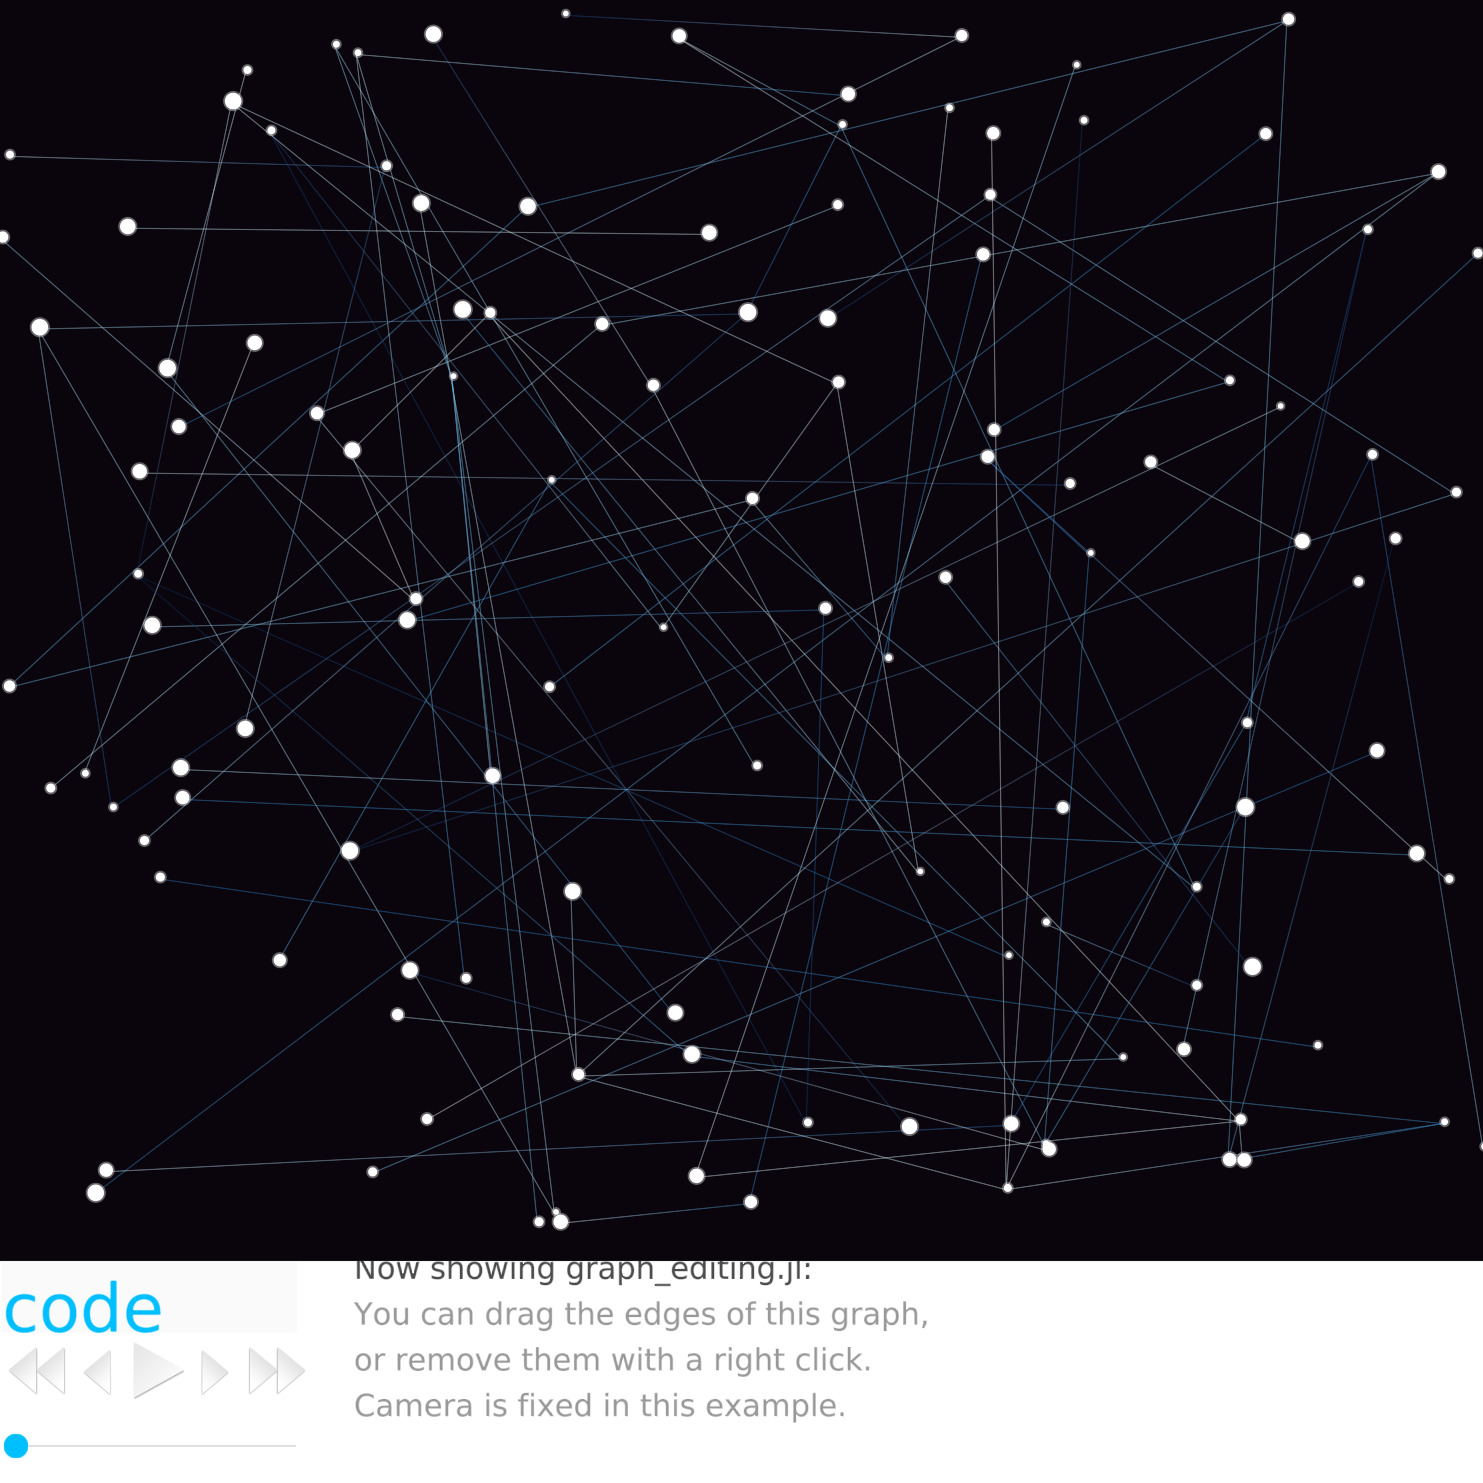 Now showing graph_editing.jl:
code
You can drag the edges of this graph,
or remove them with a right click.
Camera is fixed in this example.